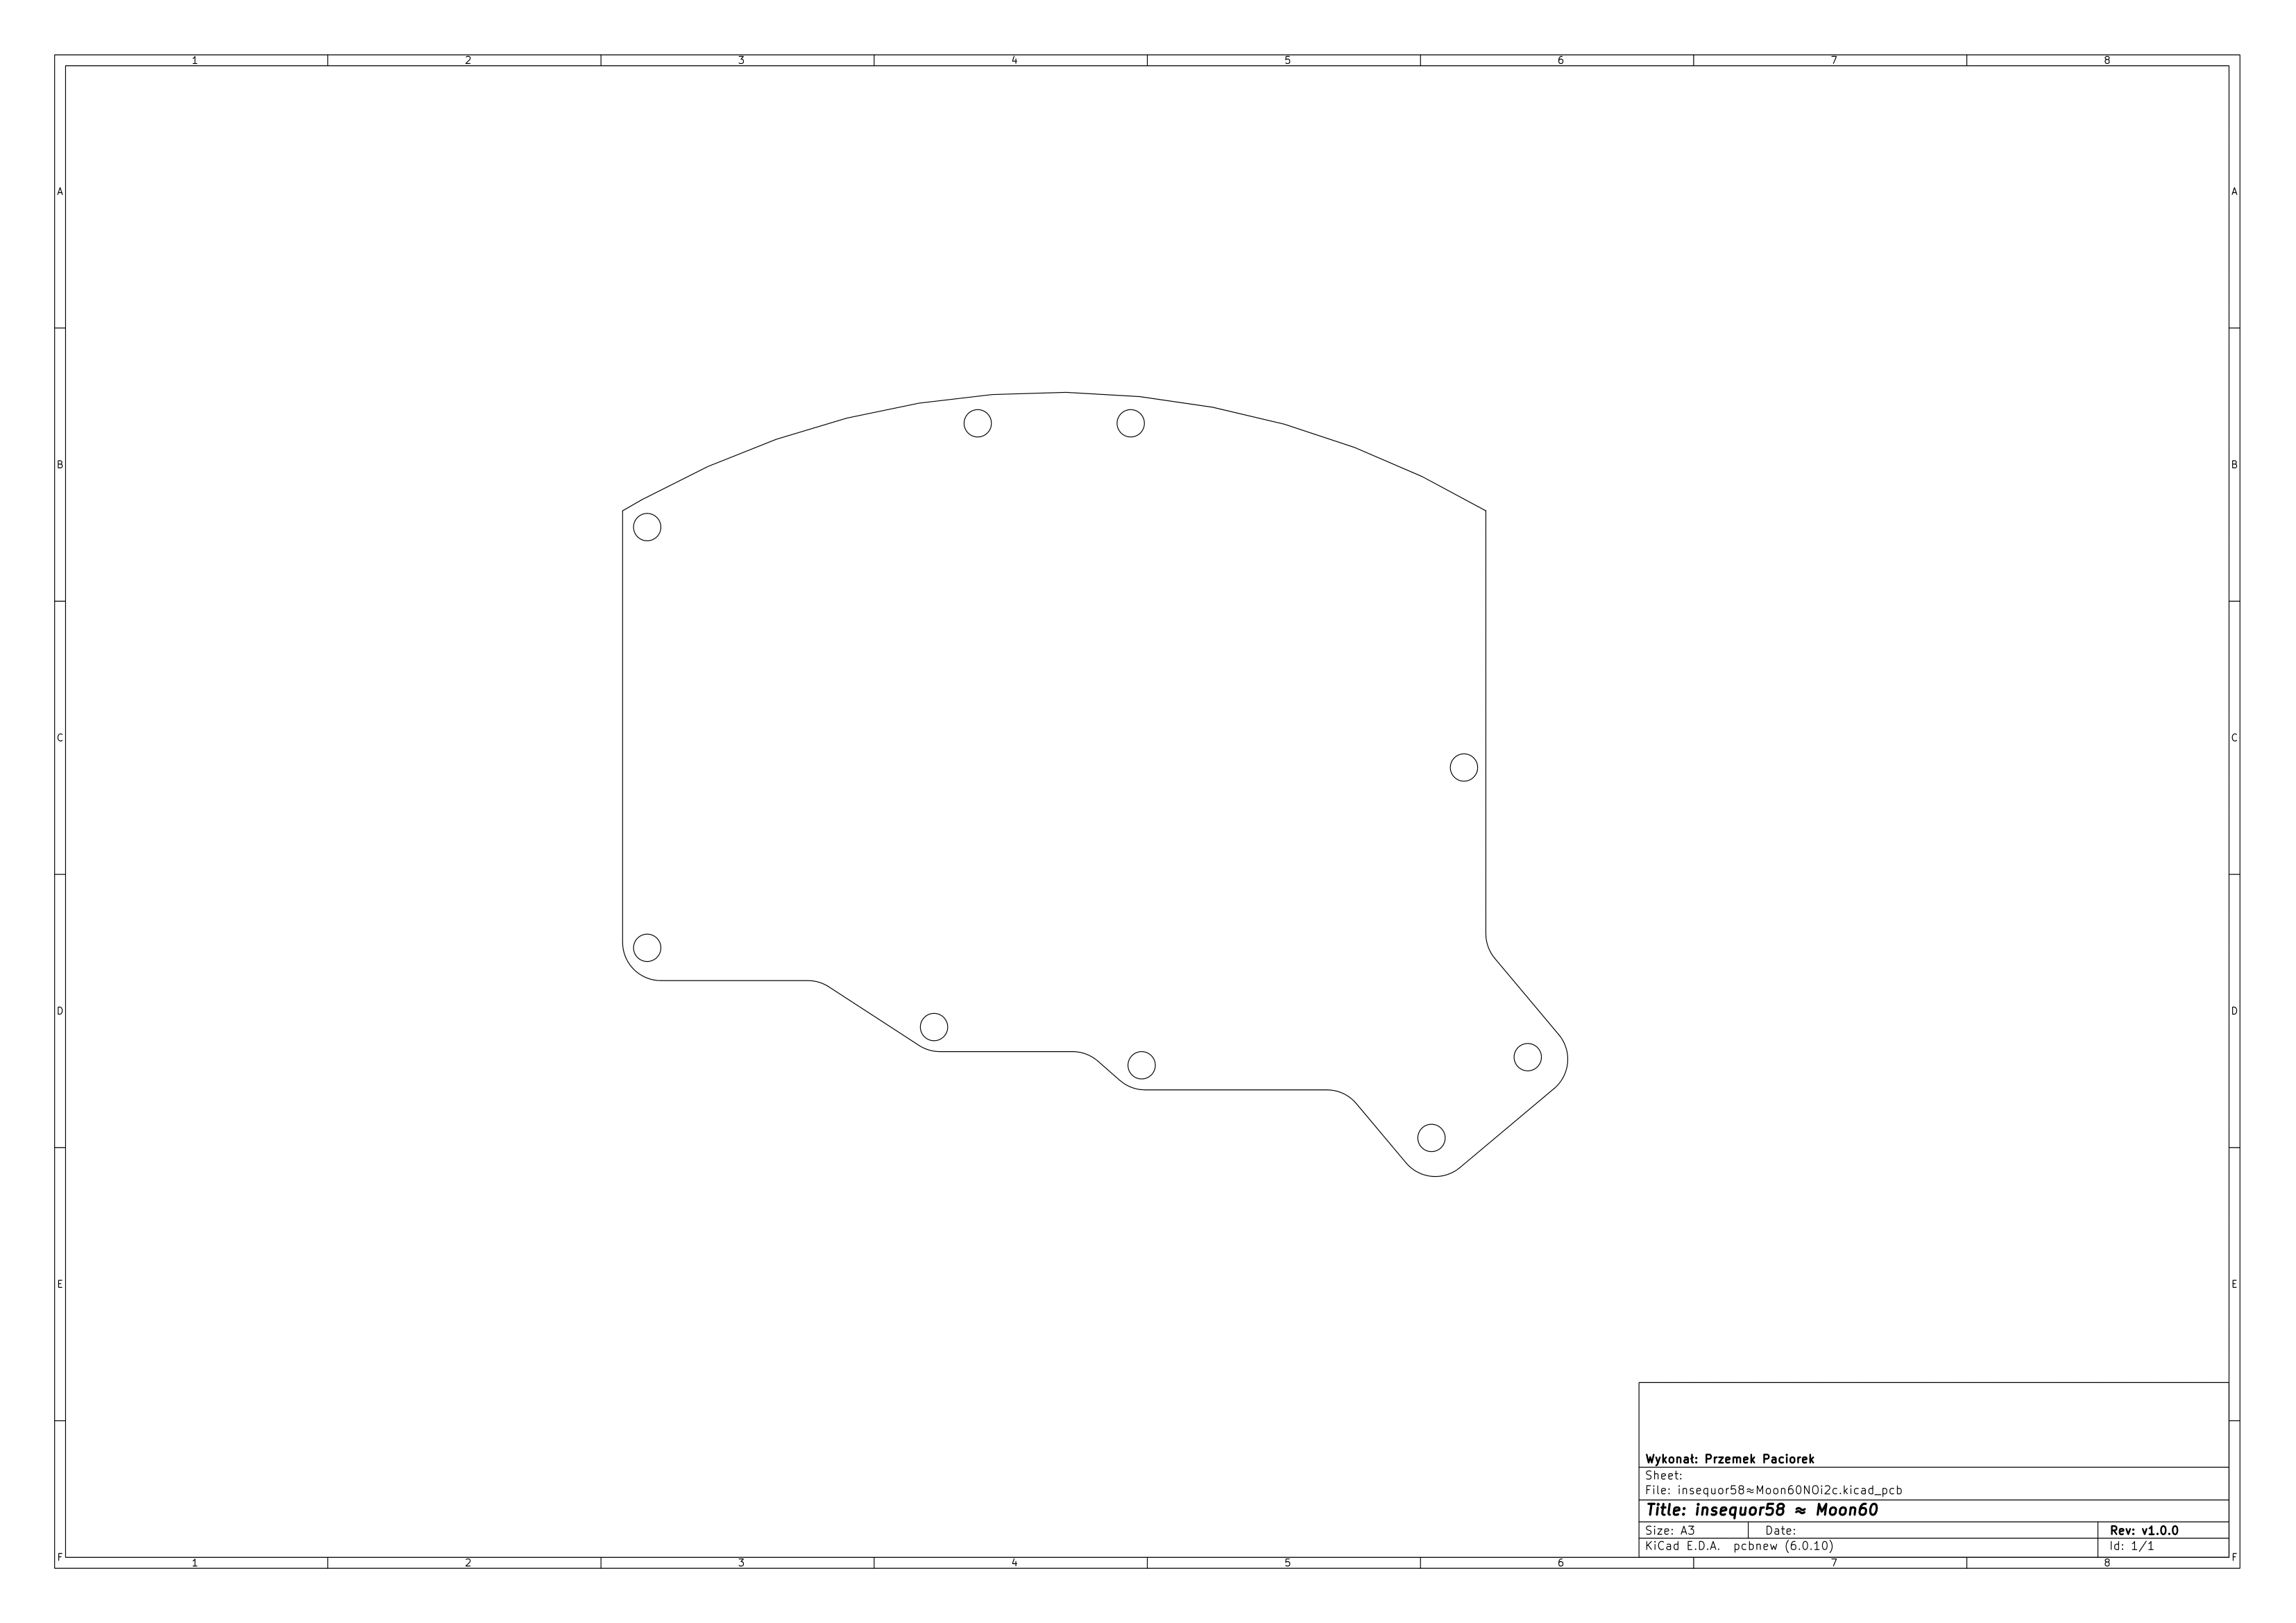 1 2 3 4 5 6 7 8
A A
B B
C C
D D
E E
Wykonał: Przemek Paciorek
Sheet:
File: insequor58≈Moon60NOi2c.kicad_pcb
Title: insequor58 ≈ Moon60
Size: A3 Date: Rev: v1.0.0
KiCad E.D.A. pcbnew (6.0.10) Id: 1/1
F F
1 2 3 4 5 6 7 8